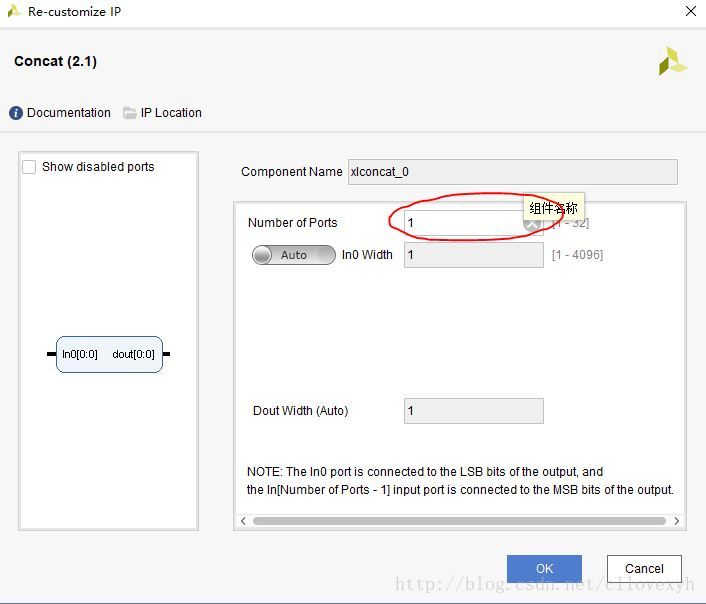 Re-customize IP
Concat (2.1)
Documentation IP Location
Show disabled ports
In0[0:0] dout[0:0]
Component Name xlconcat_0
组件名称
Number of Ports 1 [1 - 32]
Auto In0 Width 1 [1 - 4096]
Dout Width (Auto) 1
NOTE: The In0 port is connected to the LSB bits of the output, and
the In[Number of Ports - 1] input port is connected to the MSB bits of the output.
OK Cancel
http://blog.csdn.net/cllovexyh